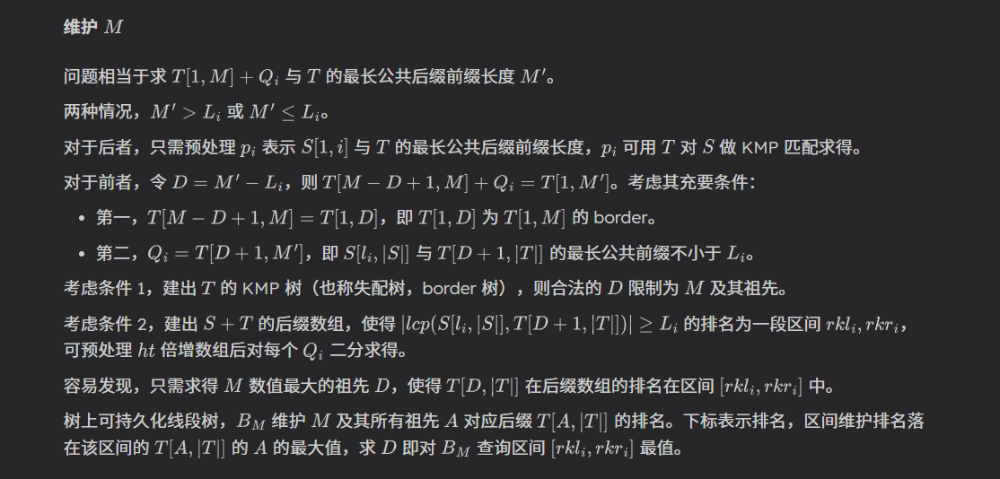 维护 M
问题相当于求 T[1, M] + Q_i 与 T 的最长公共后缀前缀长度 M′。
两种情况，M′ > L_i 或 M′ ≤ L_i。
对于后者，只需预处理 p_i 表示 S[1, i] 与 T 的最长公共后缀前缀长度，p_i 可用 T 对 S 做 KMP 匹配求得。
对于前者，令 D = M′ − L_i，则 T[M − D + 1, M] + Q_i = T[1, M′]。考虑其充要条件：
• 第一，T[M − D + 1, M] = T[1, D]，即 T[1, D] 为 T[1, M] 的 border。
• 第二，Q_i = T[D + 1, M′]，即 S[l_i, |S|] 与 T[D + 1, |T|] 的最长公共前缀不小于 L_i。
考虑条件 1，建出 T 的 KMP 树（也称失配树，border 树），则合法的 D 限制为 M 及其祖先。
考虑条件 2，建出 S + T 的后缀数组，使得 |lcp(S[l_i, |S|], T[D + 1, |T|])| ≥ L_i 的排名为一段区间 rkl_i, rkr_i，
可预处理 ht 倍增数组后对每个 Q_i 二分求得。
容易发现，只需求得 M 数值最大的祖先 D，使得 T[D, |T|] 在后缀数组的排名在区间 [rkl_i, rkr_i] 中。
树上可持久化线段树，B_M 维护 M 及其所有祖先 A 对应后缀 T[A, |T|] 的排名。下标表示排名，区间维护排名落
在该区间的 T[A, |T|] 的 A 的最大值，求 D 即对 B_M 查询区间 [rkl_i, rkr_i] 最值。